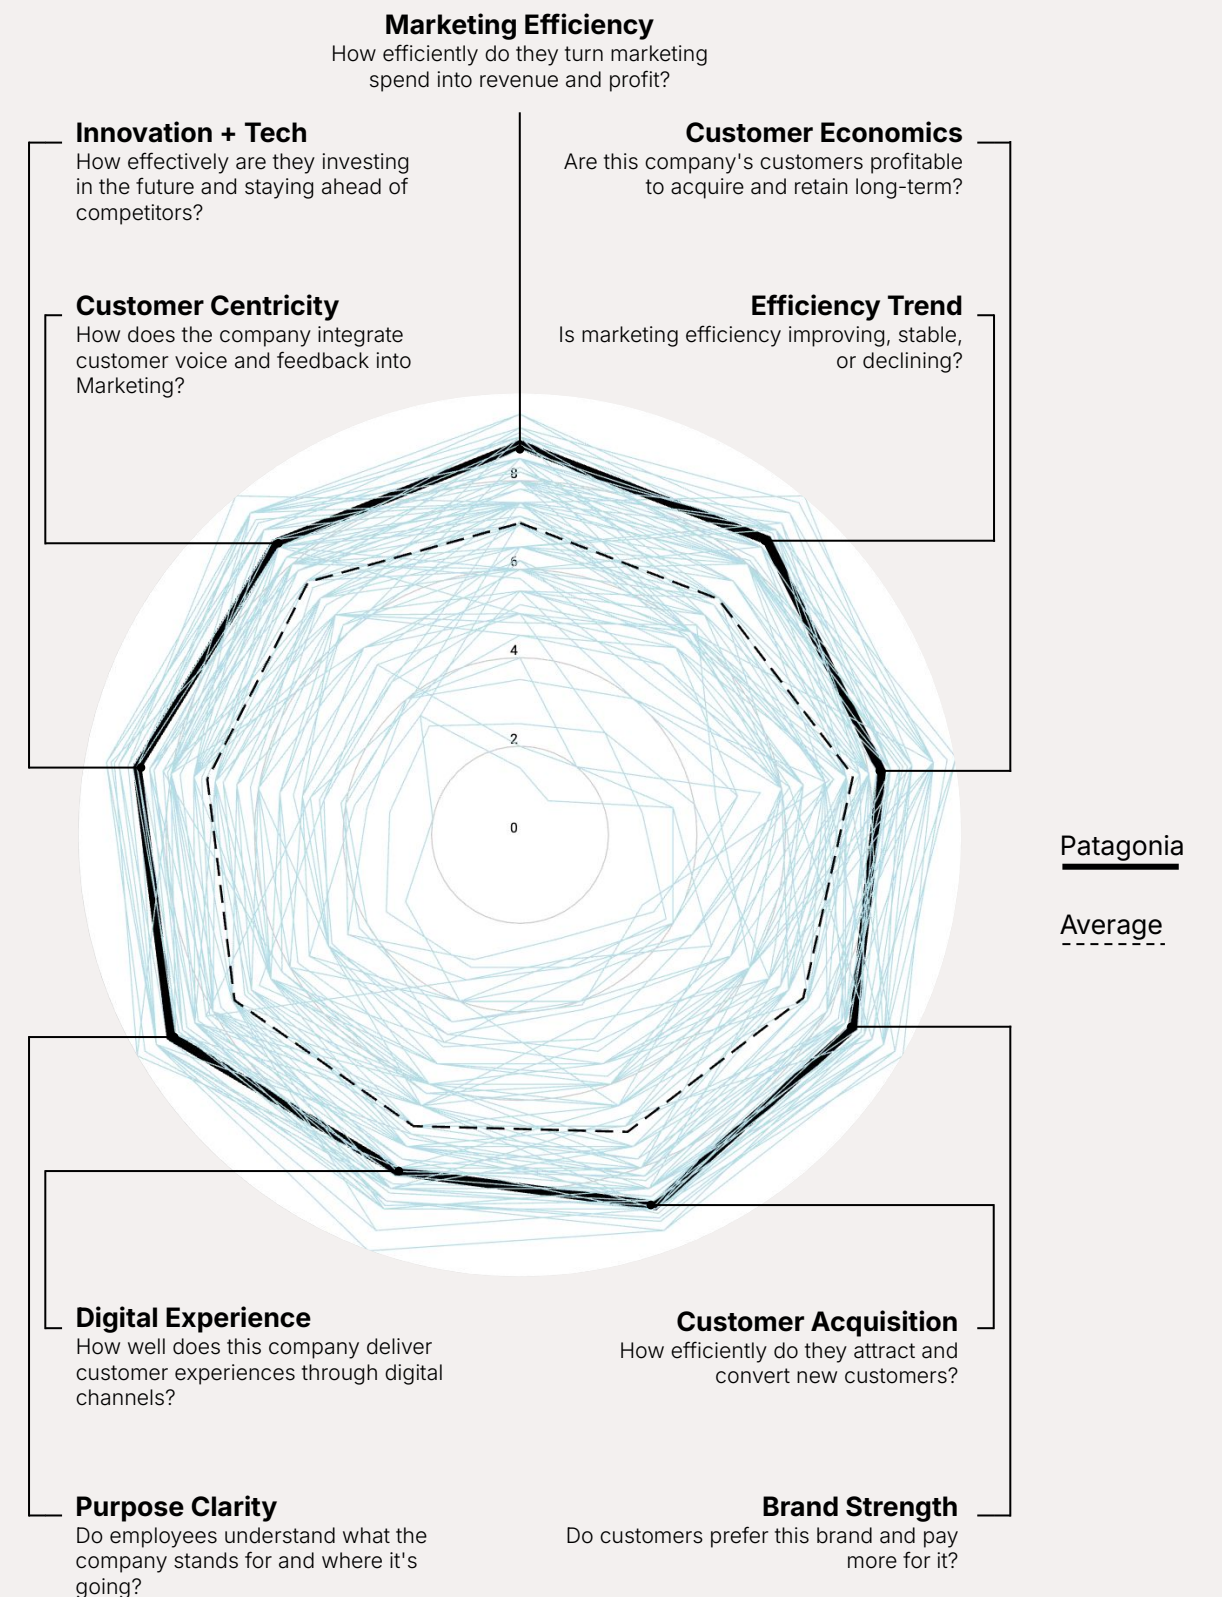 Marketing Efficiency
How efficiently do they turn marketing
spend into revenue and profit?
Innovation + Tech
How effectively are they investing
in the future and staying ahead of
competitors?
Customer Economics
Are this company's customers profitable
to acquire and retain long-term?
Customer Centricity
How does the company integrate
customer voice and feedback into
Marketing?
Efficiency Trend
Is marketing efficiency improving, stable,
or declining?
8
6
4
2
0
Patagonia
Average
Digital Experience
How well does this company deliver
customer experiences through digital
channels?
Customer Acquisition
How efficiently do they attract and
convert new customers?
Purpose Clarity
Do employees understand what the
company stands for and where it's
going?
Brand Strength
Do customers prefer this brand and pay
more for it?